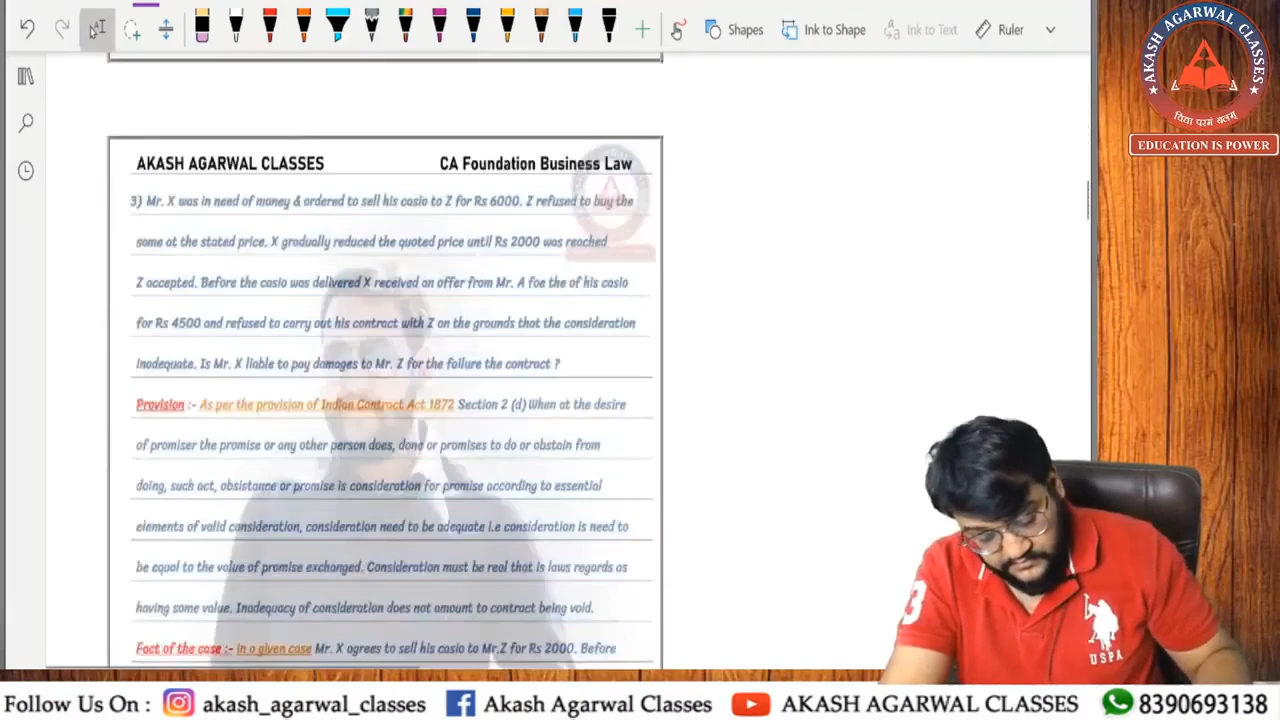 Shapes
Ink to Shape
Ink to Text
Ruler
AKASH AGARWAL CLASSES
विद्या परमं बलम्
EDUCATION IS POWER
AKASH AGARWAL CLASSES CA Foundation Business Law
3) Mr. X was in need of money & ordered to sell his casio to Z for Rs 6000. Z refused to buy the
same at the stated price. X gradually reduced the quoted price until Rs 2000 was reached
Z accepted. Before the casio was delivered X received an offer from Mr. A foe the of his casio
for Rs 4500 and refused to carry out his contract with Z on the grounds that the consideration
Inadequate. Is Mr. X liable to pay damages to Mr. Z for the failure the contract ?
Provision :- As per the provision of Indian Contract Act 1872 Section 2 (d) When at the desire
of promiser the promise or any other person does, done or promises to do or obstain from
doing, such act, obsistance or promise is consideration for promise according to essential
elements of valid consideration, consideration need to be adequate i.e consideration is need to
be equal to the value of promise exchanged. Consideration must be real that is laws regards as
having some value. Inadequacy of consideration does not amount to contract being void.
Fact of the case :- In a given case Mr. X agrees to sell his casio to Mr.Z for Rs 2000. Before
3
USPA
Follow Us On : akash_agarwal_classes Akash Agarwal Classes AKASH AGARWAL CLASSES 8390693138